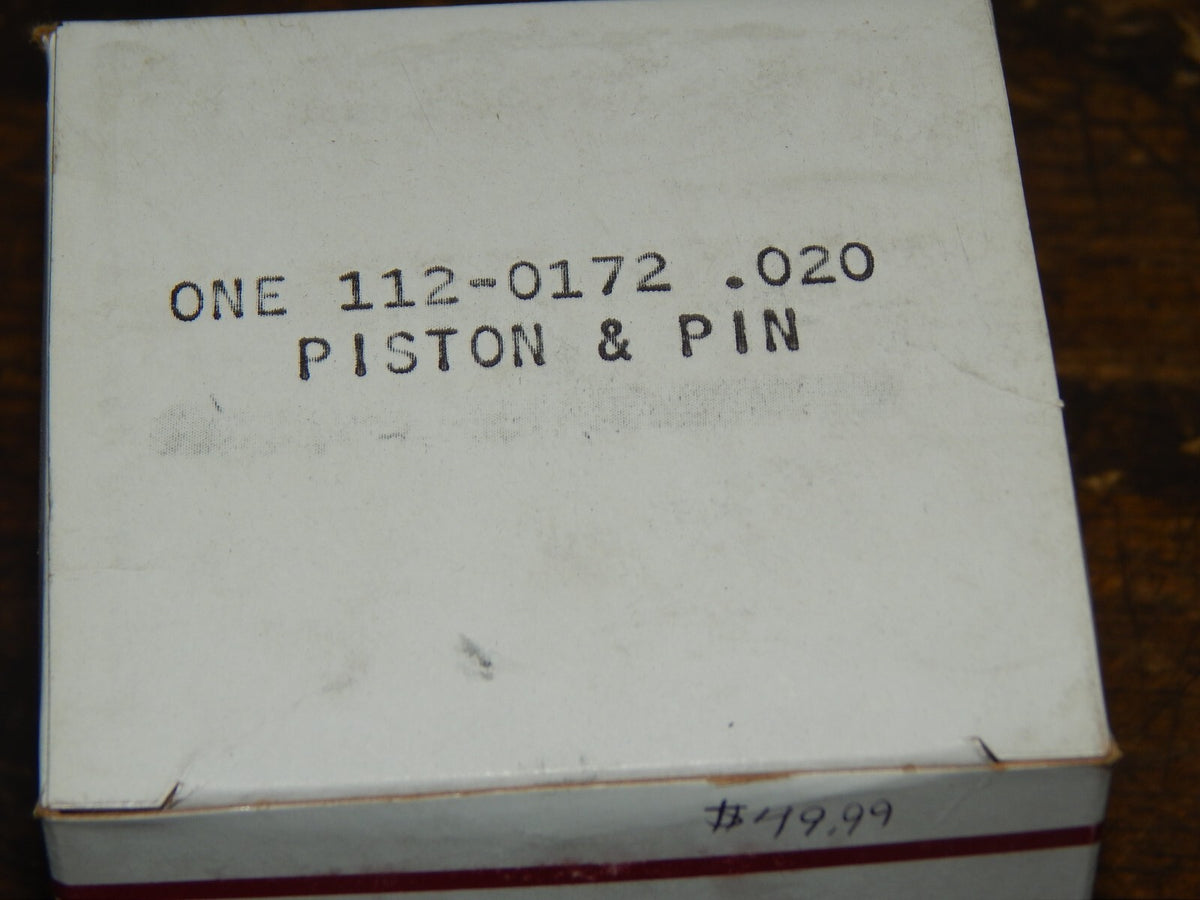 ONE 112-0172 .020
PISTON & PIN
$49.99